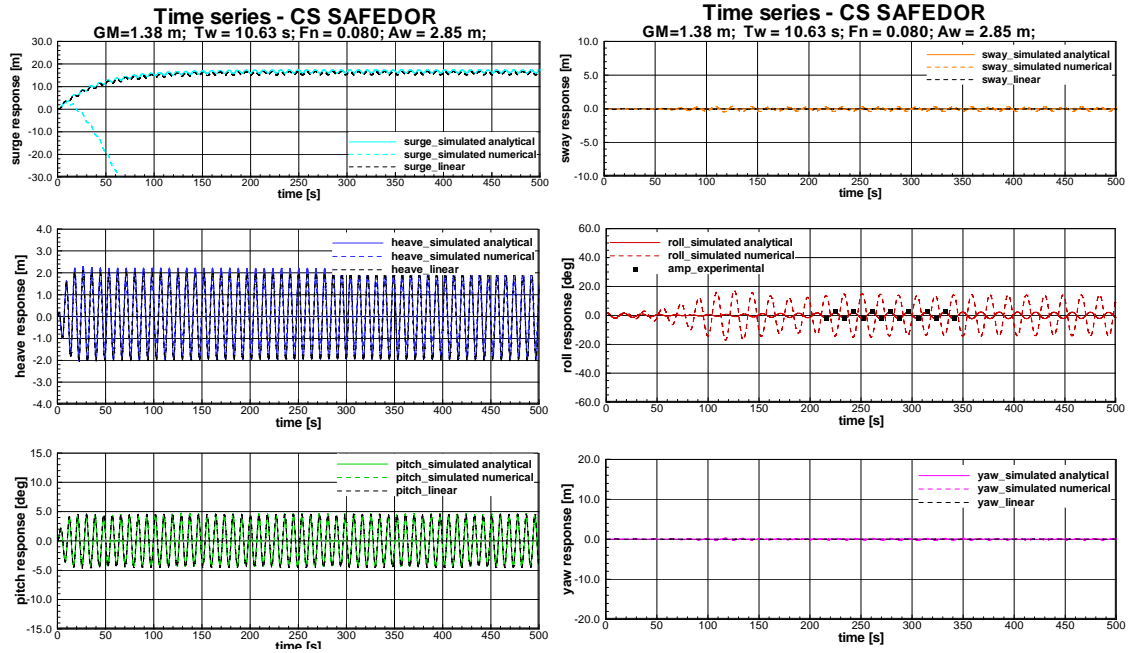 Time series - CS SAFEDOR
GM=1.38 m;  Tw = 10.63 s; Fn = 0.080; Aw = 2.85 m;
surge response [m]
30.0
20.0
10.0
0.0
-10.0
-20.0
-30.0
surge_simulated analytical
surge_simulated numerical
surge_linear
0 50 100 150 200 250 300 350 400 450 500
time [s]
heave response [m]
4.0
3.0
2.0
1.0
0.0
-1.0
-2.0
-3.0
-4.0
heave_simulated analytical
heave_simulated numerical
heave_linear
0 50 100 150 200 250 300 350 400 450 500
time [s]
pitch response [deg]
15.0
10.0
5.0
0.0
-5.0
-10.0
-15.0
pitch_simulated analytical
pitch_simulated numerical
pitch_linear
0 50 100 150 200 250 300 350 400 450 500
time [s]
Time series - CS SAFEDOR
GM=1.38 m;  Tw = 10.63 s; Fn = 0.080; Aw = 2.85 m;
sway response [m]
10.0
5.0
0.0
-5.0
-10.0
sway_simulated analytical
sway_simulated numerical
sway_linear
0 50 100 150 200 250 300 350 400 450 500
time [s]
roll response [deg]
60.0
40.0
20.0
0.0
-20.0
-40.0
-60.0
roll_simulated analytical
roll_simulated numerical
amp_experimental
0 50 100 150 200 250 300 350 400 450 500
time [s]
yaw response [m]
20.0
10.0
0.0
-10.0
-20.0
yaw_simulated analytical
yaw_simulated numerical
yaw_linear
0 50 100 150 200 250 300 350 400 450 500
time [s]